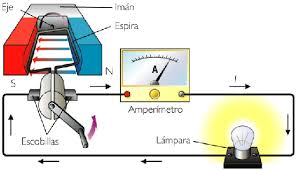 Eje
Imán
Espira
S
N
A
I
Amperímetro
Escobillas
Lámpara